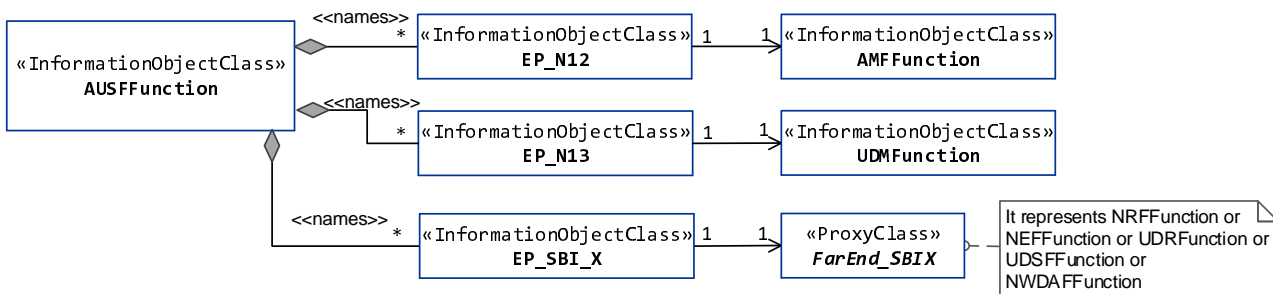 <<names>>
*
«InformationObjectClass»
AUSFFunction
«InformationObjectClass»
EP_N12
1
1
«InformationObjectClass»
AMFFunction
<<names>>
*
«InformationObjectClass»
EP_N13
1
1
«InformationObjectClass»
UDMFunction
<<names>>
*
«InformationObjectClass»
EP_SBI_X
1
1
«ProxyClass»
FarEnd_SBIX
It represents NRFFunction or
NEFFunction or UDRFunction or
UDSFFunction or
NWDAFFunction